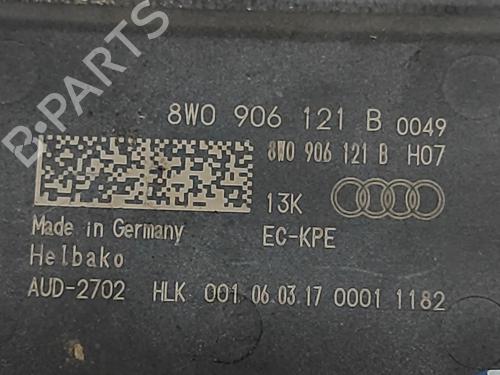 B-PARTS
8W0 906 121 B 0049
8W0 906 121 B H07
13K
Made in Germany EC-KPE
Helbako
AUD-2702 HLK 001 06.03.17 0001 1182